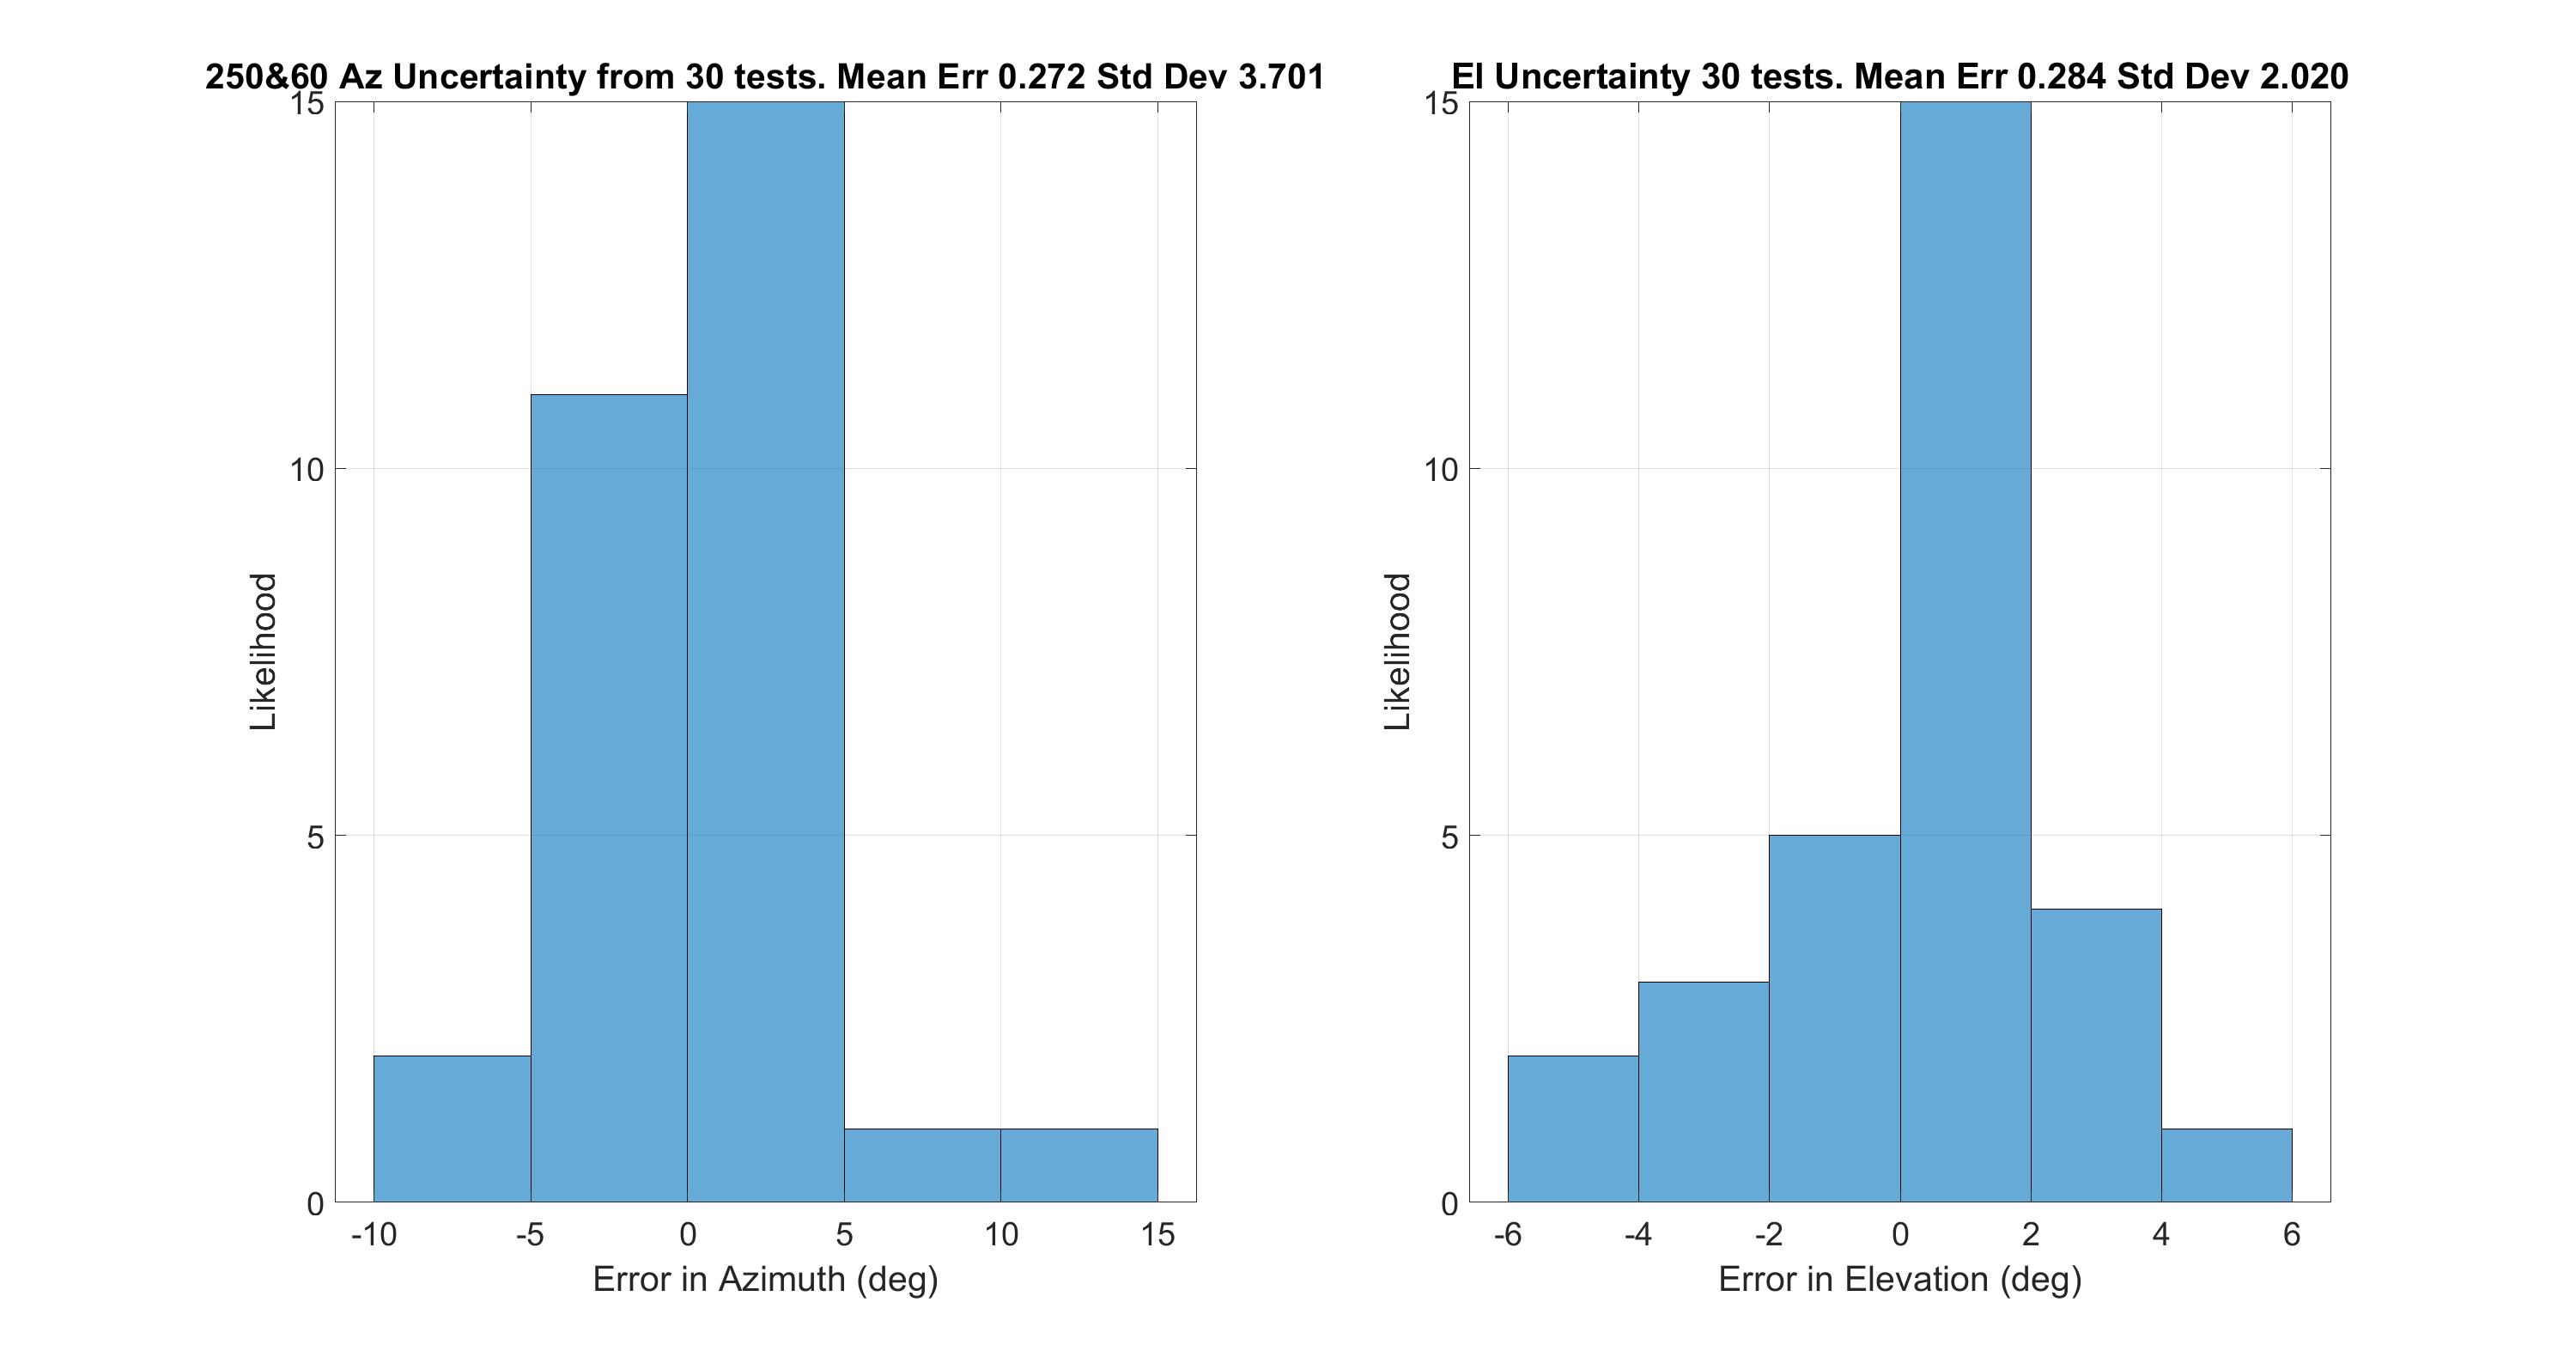 250&60 Az Uncertainty from 30 tests. Mean Err 0.272 Std Dev 3.701
15
10
5
0
Likelihood
-10 -5 0 5 10 15
Error in Azimuth (deg)
El Uncertainty 30 tests. Mean Err 0.284 Std Dev 2.020
15
10
5
0
Likelihood
-6 -4 -2 0 2 4 6
Error in Elevation (deg)